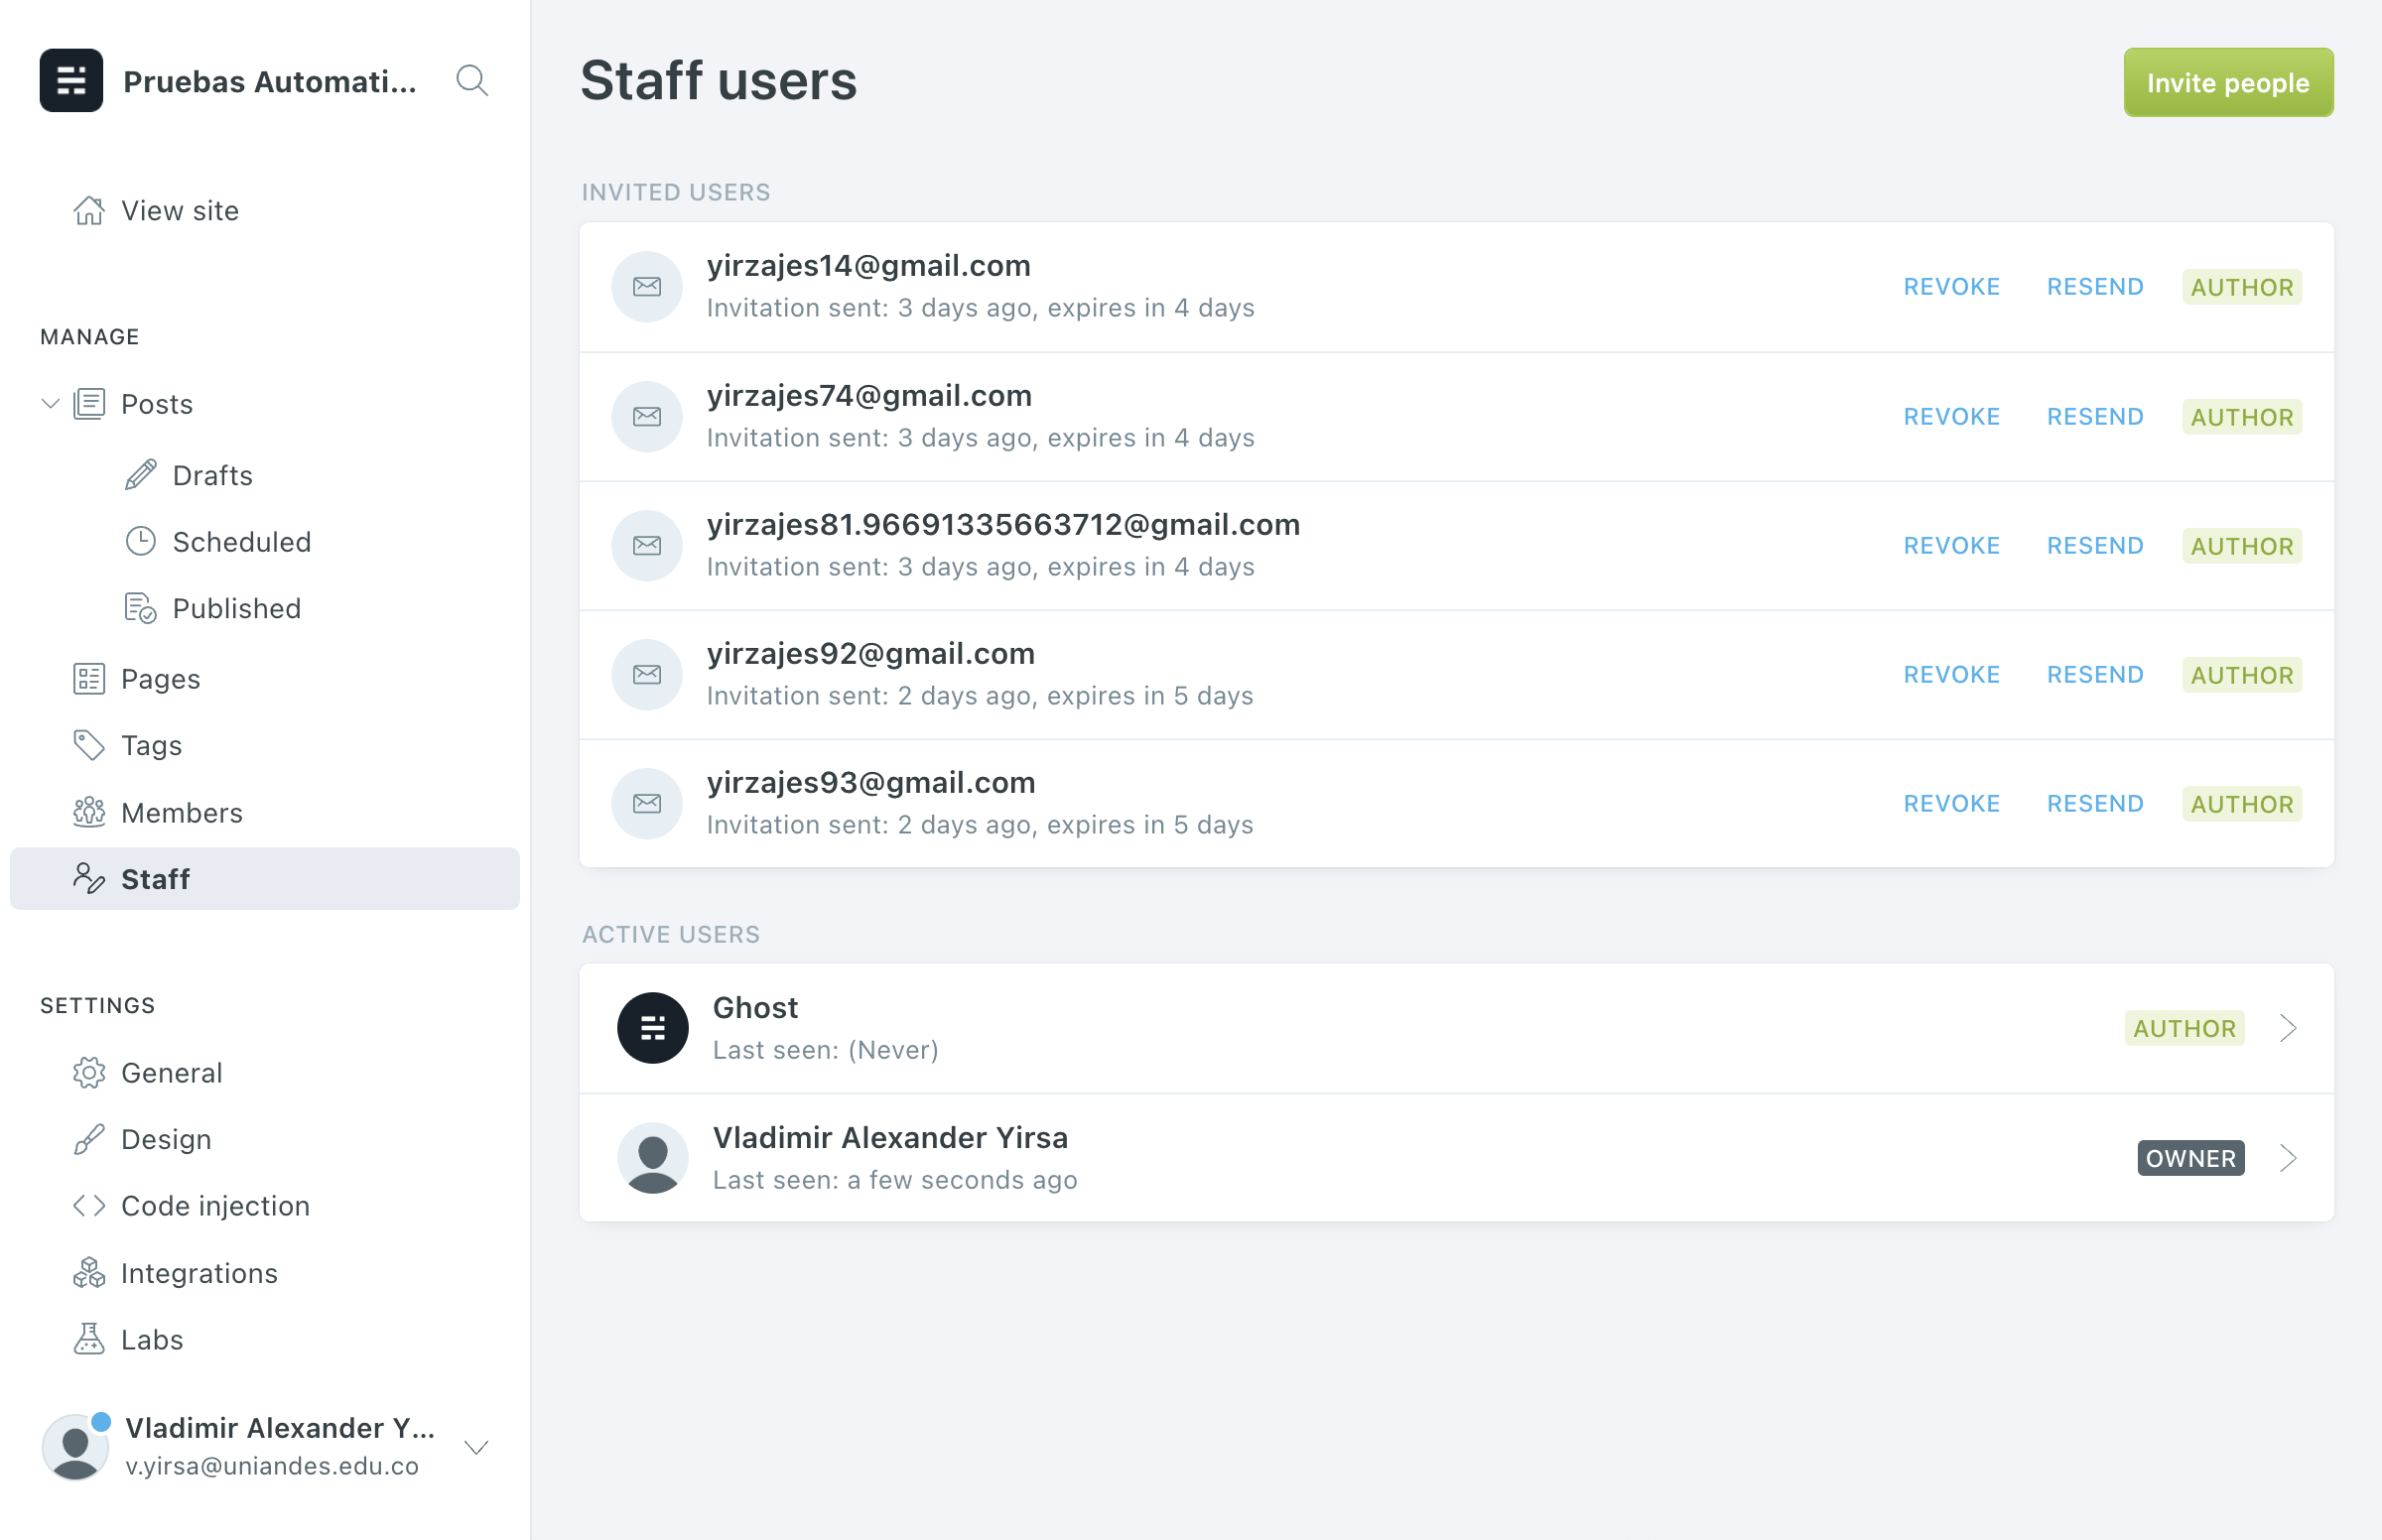 Pruebas Automati...
View site
MANAGE
Posts
Drafts
Scheduled
Published
Pages
Tags
Members
Staff
SETTINGS
General
Design
Code injection
Integrations
Labs
Vladimir Alexander Y...
v.yirsa@uniandes.edu.co
Staff users
Invite people
INVITED USERS
yirzajes14@gmail.com
Invitation sent: 3 days ago, expires in 4 days
REVOKE RESEND AUTHOR
yirzajes74@gmail.com
Invitation sent: 3 days ago, expires in 4 days
REVOKE RESEND AUTHOR
yirzajes81.96691335663712@gmail.com
Invitation sent: 3 days ago, expires in 4 days
REVOKE RESEND AUTHOR
yirzajes92@gmail.com
Invitation sent: 2 days ago, expires in 5 days
REVOKE RESEND AUTHOR
yirzajes93@gmail.com
Invitation sent: 2 days ago, expires in 5 days
REVOKE RESEND AUTHOR
ACTIVE USERS
Ghost
Last seen: (Never)
AUTHOR
Vladimir Alexander Yirsa
Last seen: a few seconds ago
OWNER